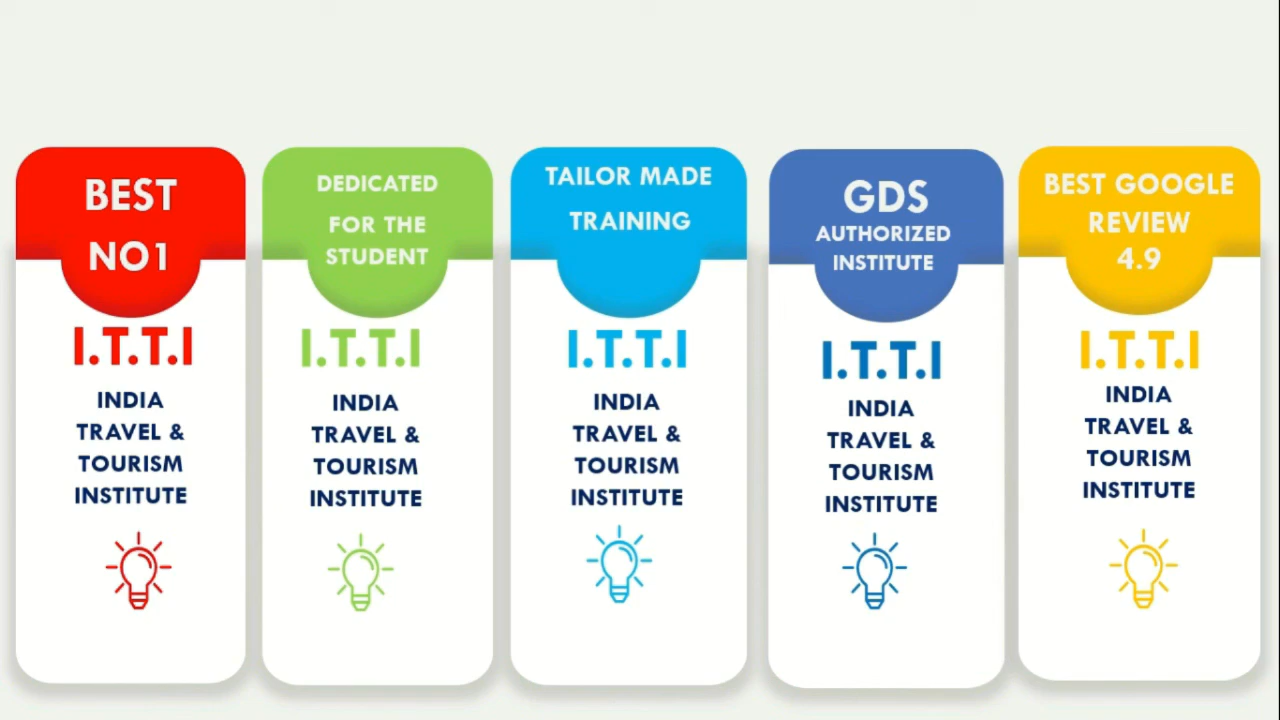 BEST
NO1
I.T.T.I
INDIA
TRAVEL &
TOURISM
INSTITUTE
DEDICATED
FOR THE
STUDENT
I.T.T.I
INDIA
TRAVEL &
TOURISM
INSTITUTE
TAILOR MADE
TRAINING
I.T.T.I
INDIA
TRAVEL &
TOURISM
INSTITUTE
GDS
AUTHORIZED
INSTITUTE
I.T.T.I
INDIA
TRAVEL &
TOURISM
INSTITUTE
BEST GOOGLE
REVIEW
4.9
I.T.T.I
INDIA
TRAVEL &
TOURISM
INSTITUTE